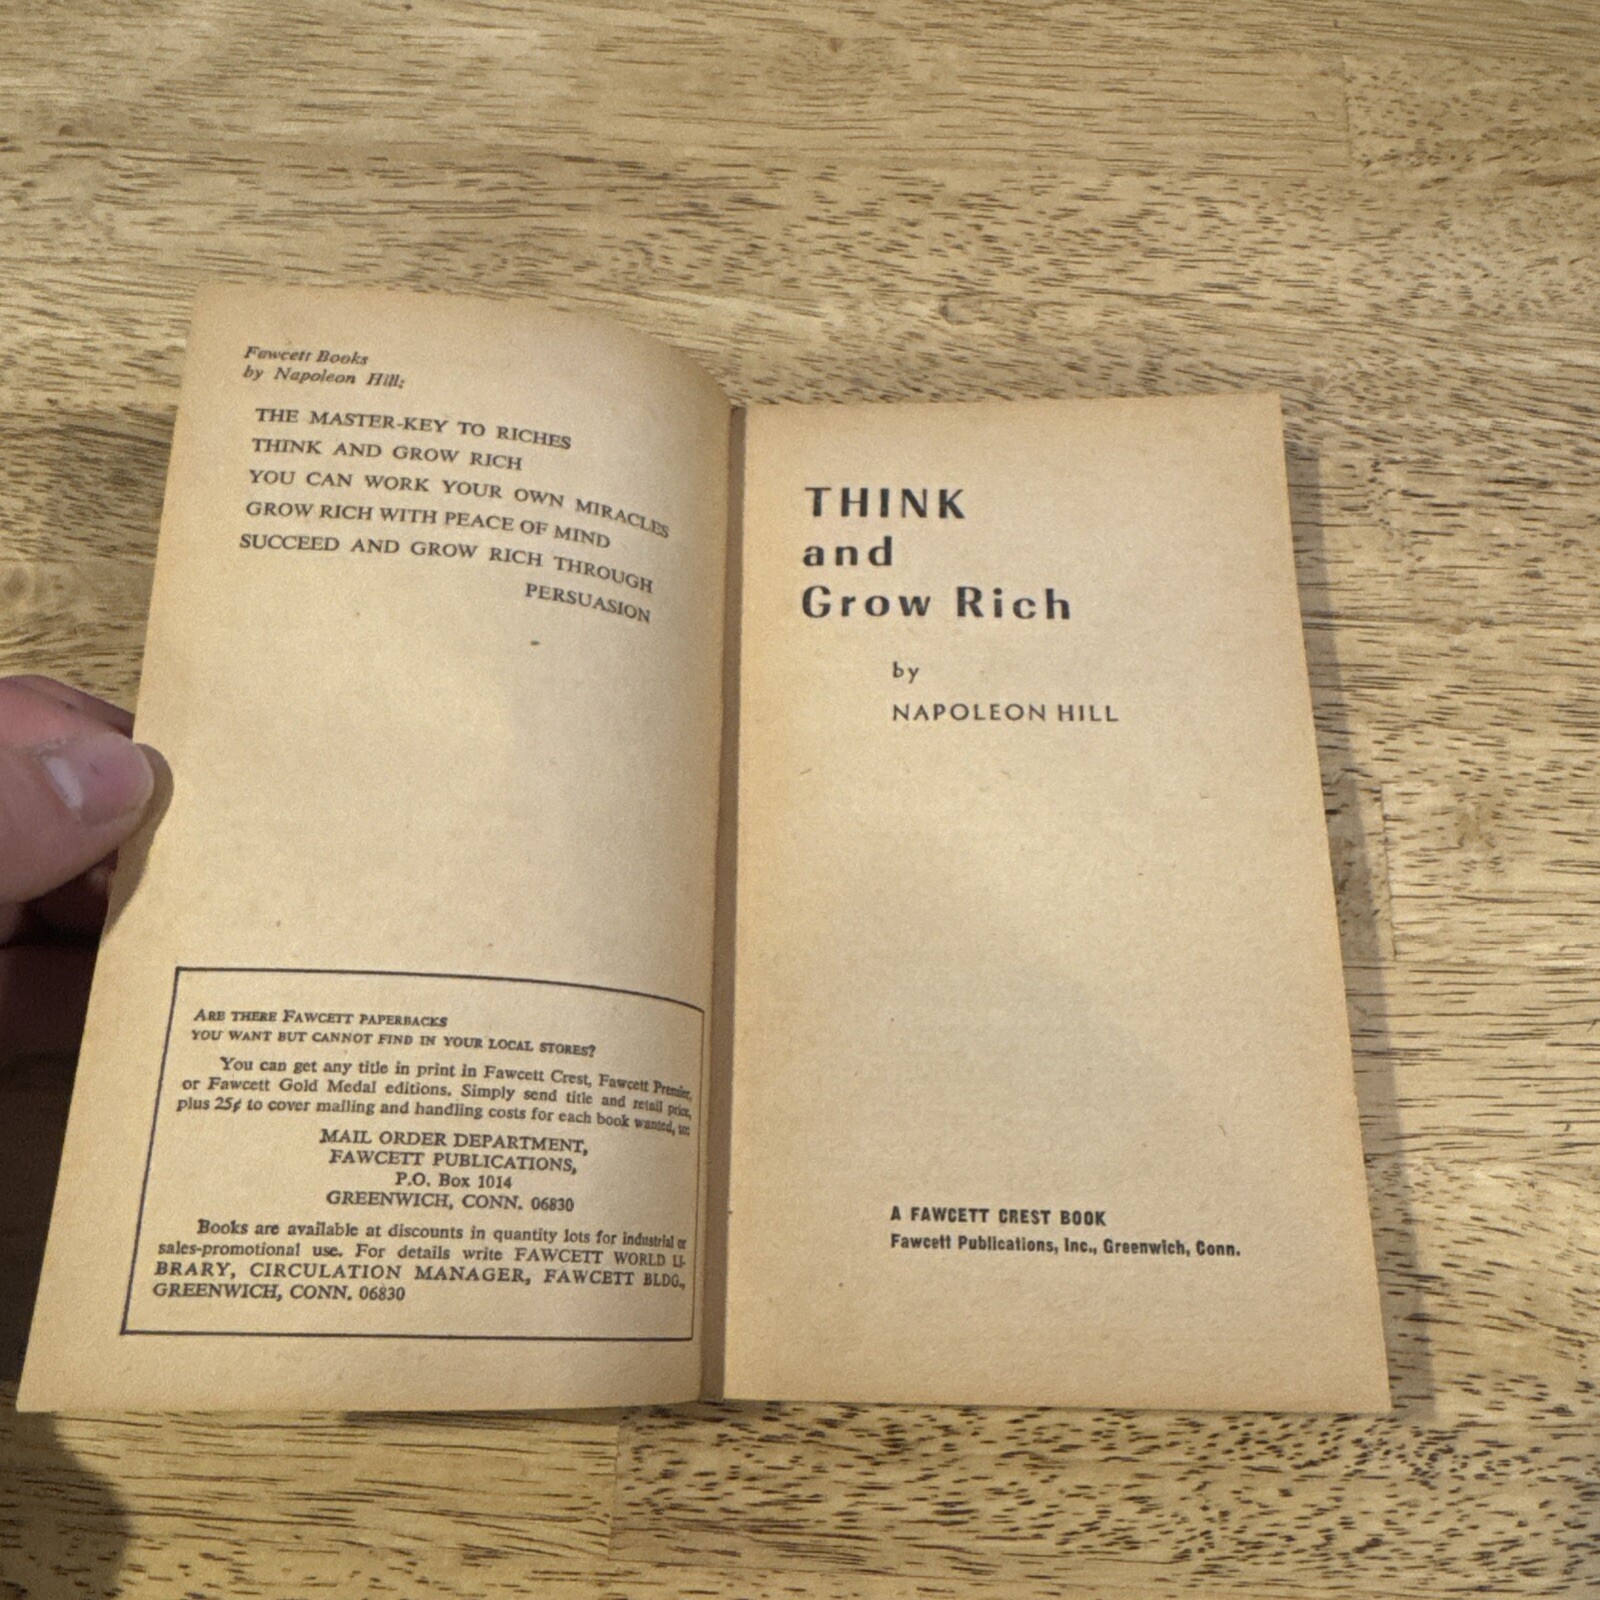 Fawcett Books
by Napoleon Hill:
THE MASTER-KEY TO RICHES
THINK AND GROW RICH
YOU CAN WORK YOUR OWN MIRACLES
GROW RICH WITH PEACE OF MIND
SUCCEED AND GROW RICH THROUGH
PERSUASION
ARE THERE FAWCETT PAPERBACKS
YOU WANT BUT CANNOT FIND IN YOUR LOCAL STORES?
You can get any title in print in Fawcett Crest, Fawcett Premier,
or Fawcett Gold Medal editions. Simply send title and retail price,
plus 25¢ to cover mailing and handling costs for each book wanted, to:
MAIL ORDER DEPARTMENT,
FAWCETT PUBLICATIONS,
P.O. Box 1014
GREENWICH, CONN. 06830
Books are available at discounts in quantity lots for industrial or
sales-promotional use. For details write FAWCETT WORLD LI-
BRARY, CIRCULATION MANAGER, FAWCETT BLDG.,
GREENWICH, CONN. 06830
THINK
and
Grow Rich
by
NAPOLEON HILL
A FAWCETT CREST BOOK
Fawcett Publications, Inc., Greenwich, Conn.